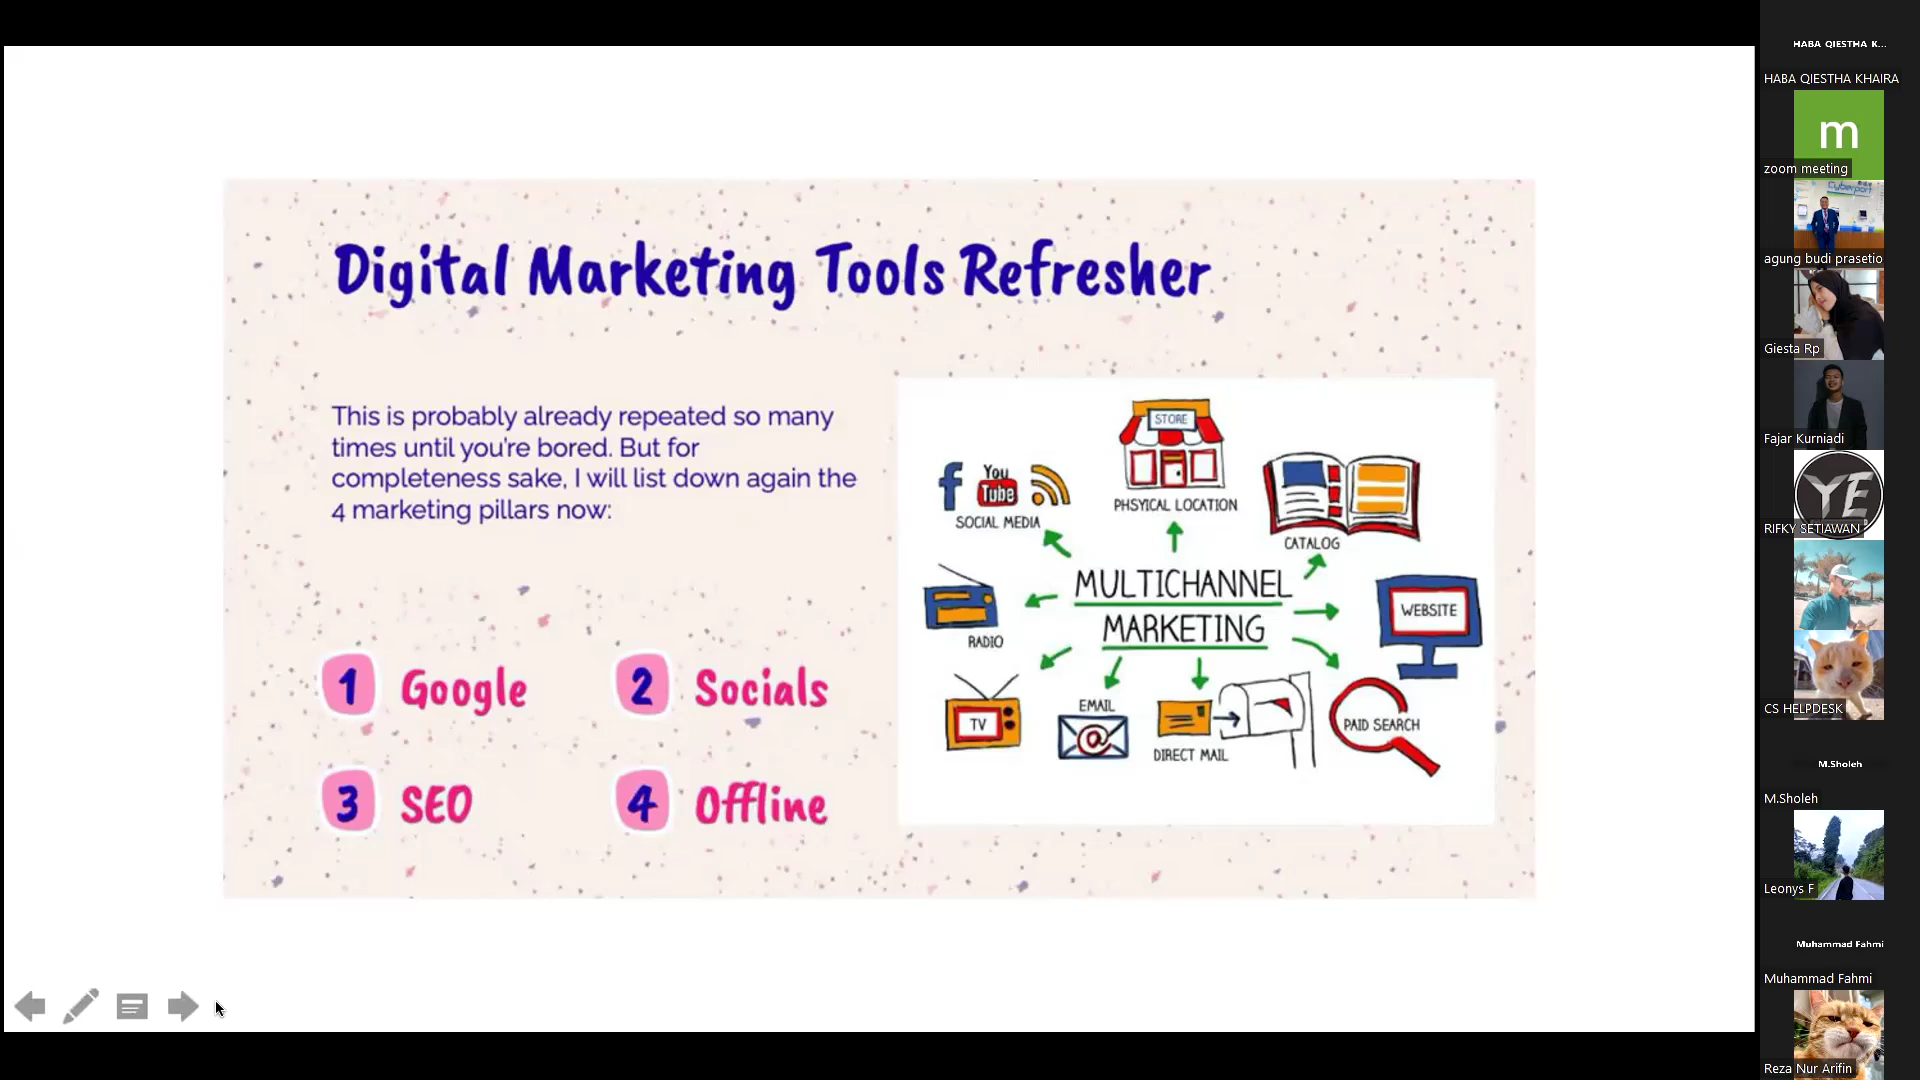 Digital Marketing Tools Refresher
This is probably already repeated so many
times until you're bored. But for
completeness sake, I will list down again the
4 marketing pillars now:
1 Google
2 Socials
3 SEO
4 Offline
STORE
You
Tube
SOCIAL MEDIA
PHSYICAL LOCATION
CATALOG
MULTICHANNEL
MARKETING
RADIO
WEBSITE
TV
EMAIL
@
DIRECT MAIL
PAID SEARCH
HABA QIESTHA K...
HABA QIESTHA KHAIRA
m
zoom meeting
Cyberport
agung budi prasetio
Giesta Rp
Fajar Kurniadi
YE
RIFKY SETIAWAN
CS HELPDESK
M.Sholeh
M.Sholeh
Leonys F
Muhammad Fahmi
Muhammad Fahmi
Reza Nur Arifin